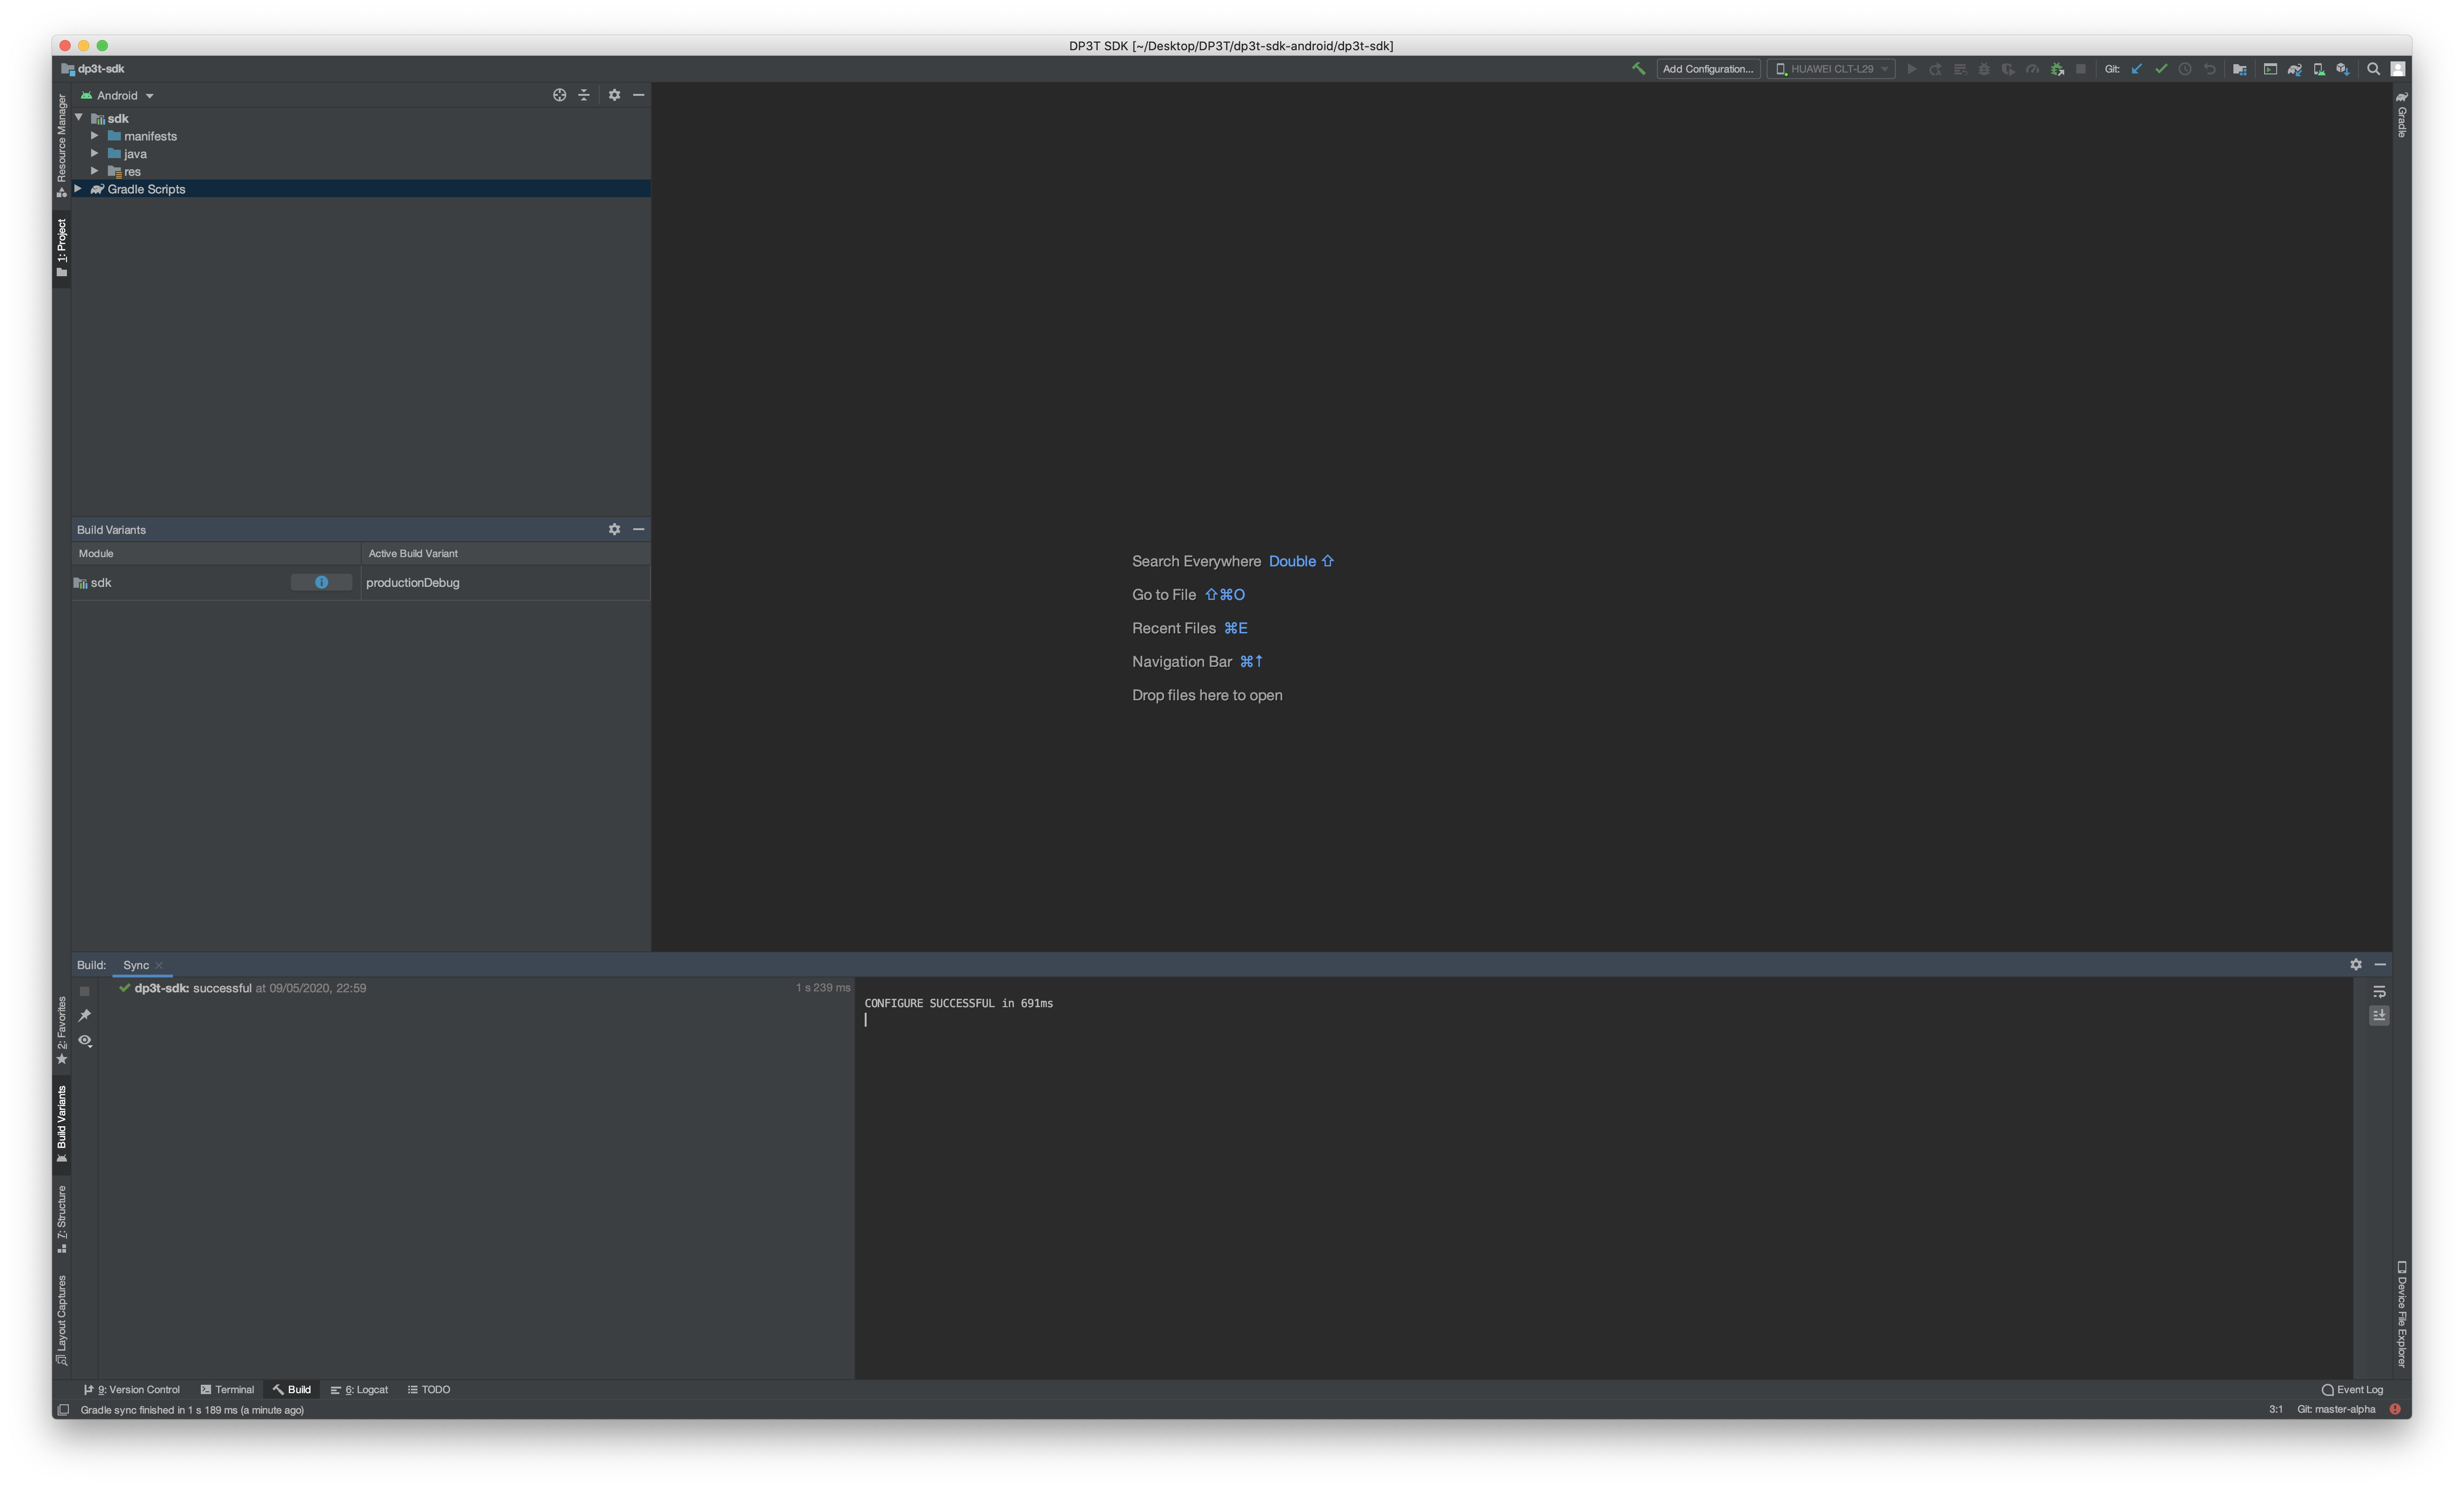 DP3T SDK [~/Desktop/DP3T/dp3t-sdk-android/dp3t-sdk]
dp3t-sdk
Add Configuration...
HUAWEI CLT-L29
Git:
Resource Manager
Android
sdk
manifests
java
res
Gradle Scripts
1: Project
Gradle
Build Variants
Module
Active Build Variant
sdk
productionDebug
Search Everywhere Double ⇧
Go to File ⇧⌘O
Recent Files ⌘E
Navigation Bar ⌘↑
Drop files here to open
Build:
Sync
dp3t-sdk: successful at 09/05/2020, 22:59
1 s 239 ms
CONFIGURE SUCCESSFUL in 691ms
2: Favorites
Build Variants
7: Structure
Layout Captures
Device File Explorer
9: Version Control
Terminal
Build
6: Logcat
TODO
Event Log
Gradle sync finished in 1 s 189 ms (a minute ago)
3:1
Git: master-alpha